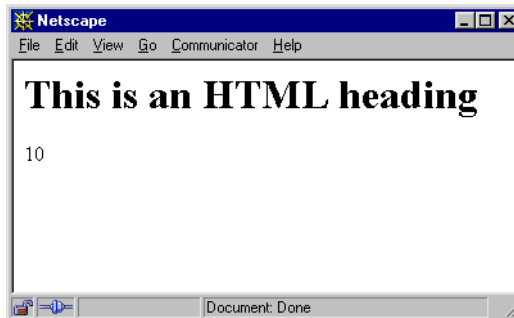 Netscape
File Edit View Go Communicator Help
This is an HTML heading
10
Document: Done